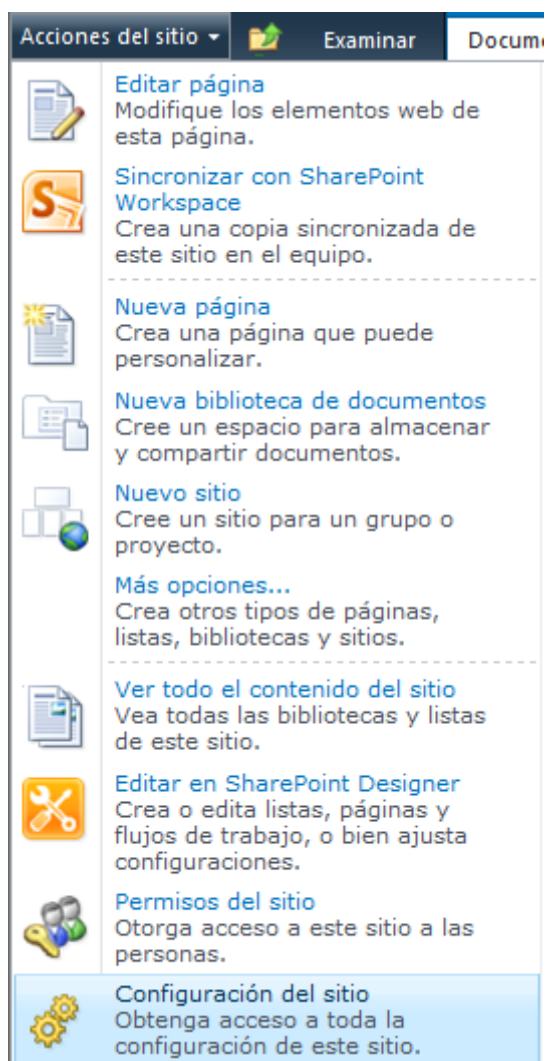 Acciones del sitio Examinar
Editar página
Modifique los elementos web de
esta página.
Sincronizar con SharePoint
Workspace
Crea una copia sincronizada de
este sitio en el equipo.
Nueva página
Crea una página que puede
personalizar.
Nueva biblioteca de documentos
Cree un espacio para almacenar
y compartir documentos.
Nuevo sitio
Cree un sitio para un grupo o
proyecto.
Más opciones...
Crea otros tipos de páginas,
listas, bibliotecas y sitios.
Ver todo el contenido del sitio
Vea todas las bibliotecas y listas
de este sitio.
Editar en SharePoint Designer
Crea o edita listas, páginas y
flujos de trabajo, o bien ajusta
configuraciones.
Permisos del sitio
Otorga acceso a este sitio a las
personas.
Configuración del sitio
Obtenga acceso a toda la
configuración de este sitio.